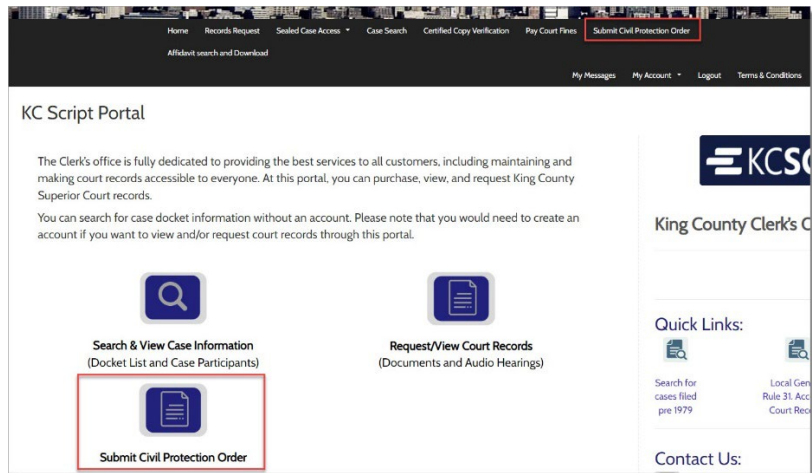 Home Records Request Sealed Case Access Case Search Certified Copy Verification Pay Court Fines Submit Civil Protection Order
Affidavit search and Download
My Messages My Account Logout Terms & Conditions
KC Script Portal
The Clerk's office is fully dedicated to providing the best services to all customers, including maintaining and
making court records accessible to everyone. At this portal, you can purchase, view, and request King County
Superior Court records.
You can search for case docket information without an account. Please note that you would need to create an
account if you want to view and/or request court records through this portal.
Search & View Case Information
(Docket List and Case Participants)
Request/View Court Records
(Documents and Audio Hearings)
Submit Civil Protection Order
KCSC
King County Clerk's C
Quick Links:
Search for
cases filed
pre 1979
Local Gen
Rule 31. Acc
Court Reco
Contact Us: